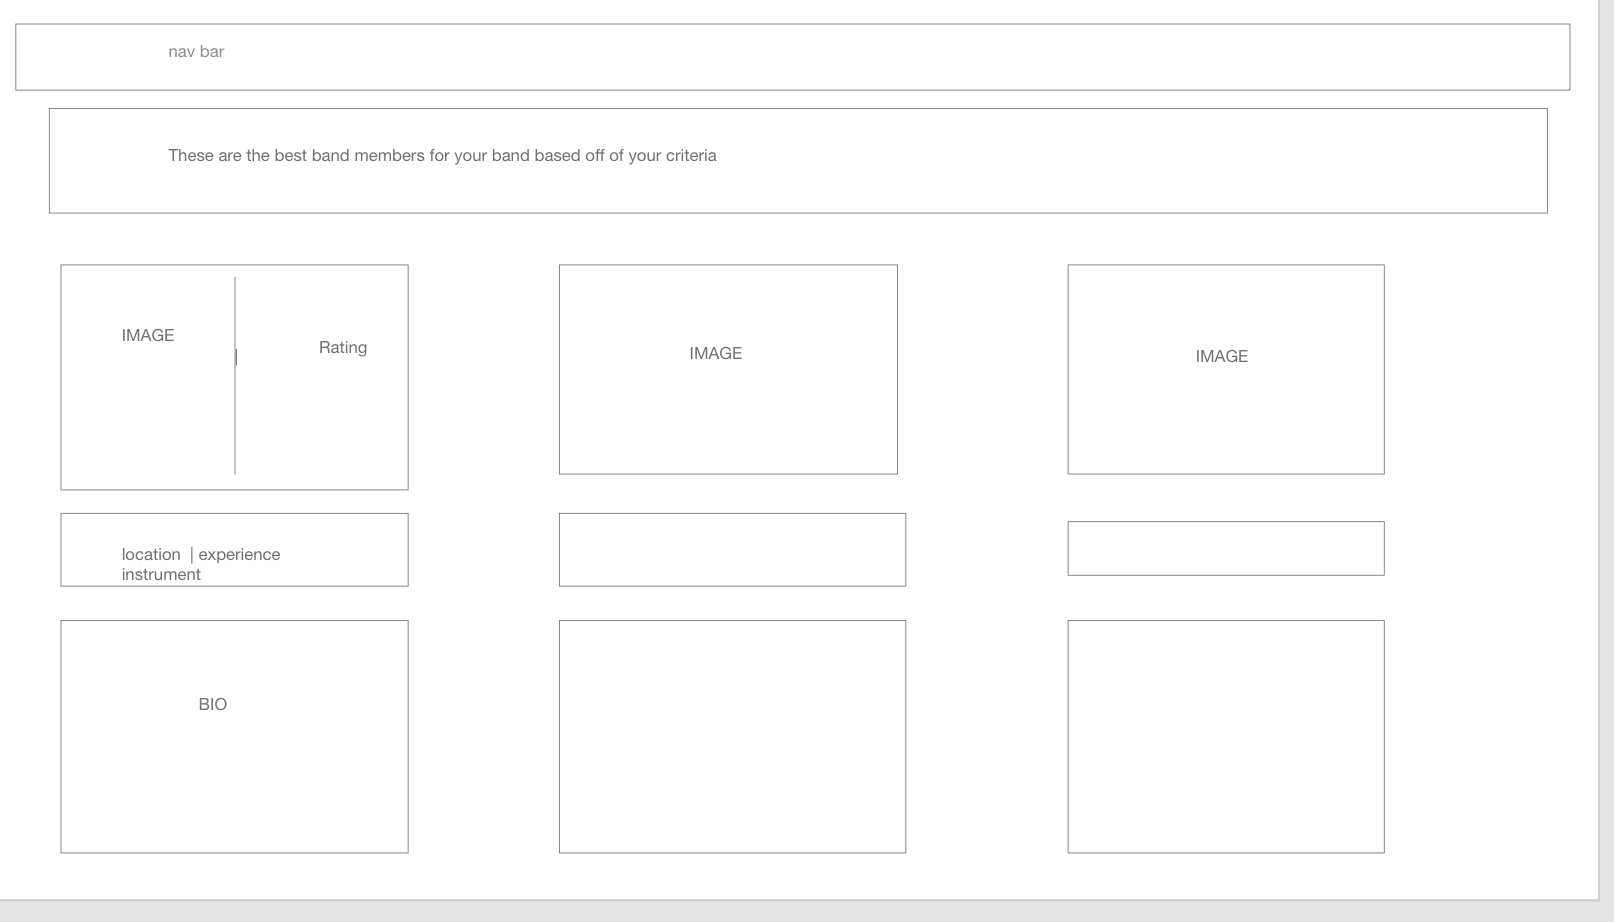 nav bar
These are the best band members for your band based off of your criteria
IMAGE
Rating
IMAGE
IMAGE
location | experience
instrument
BIO